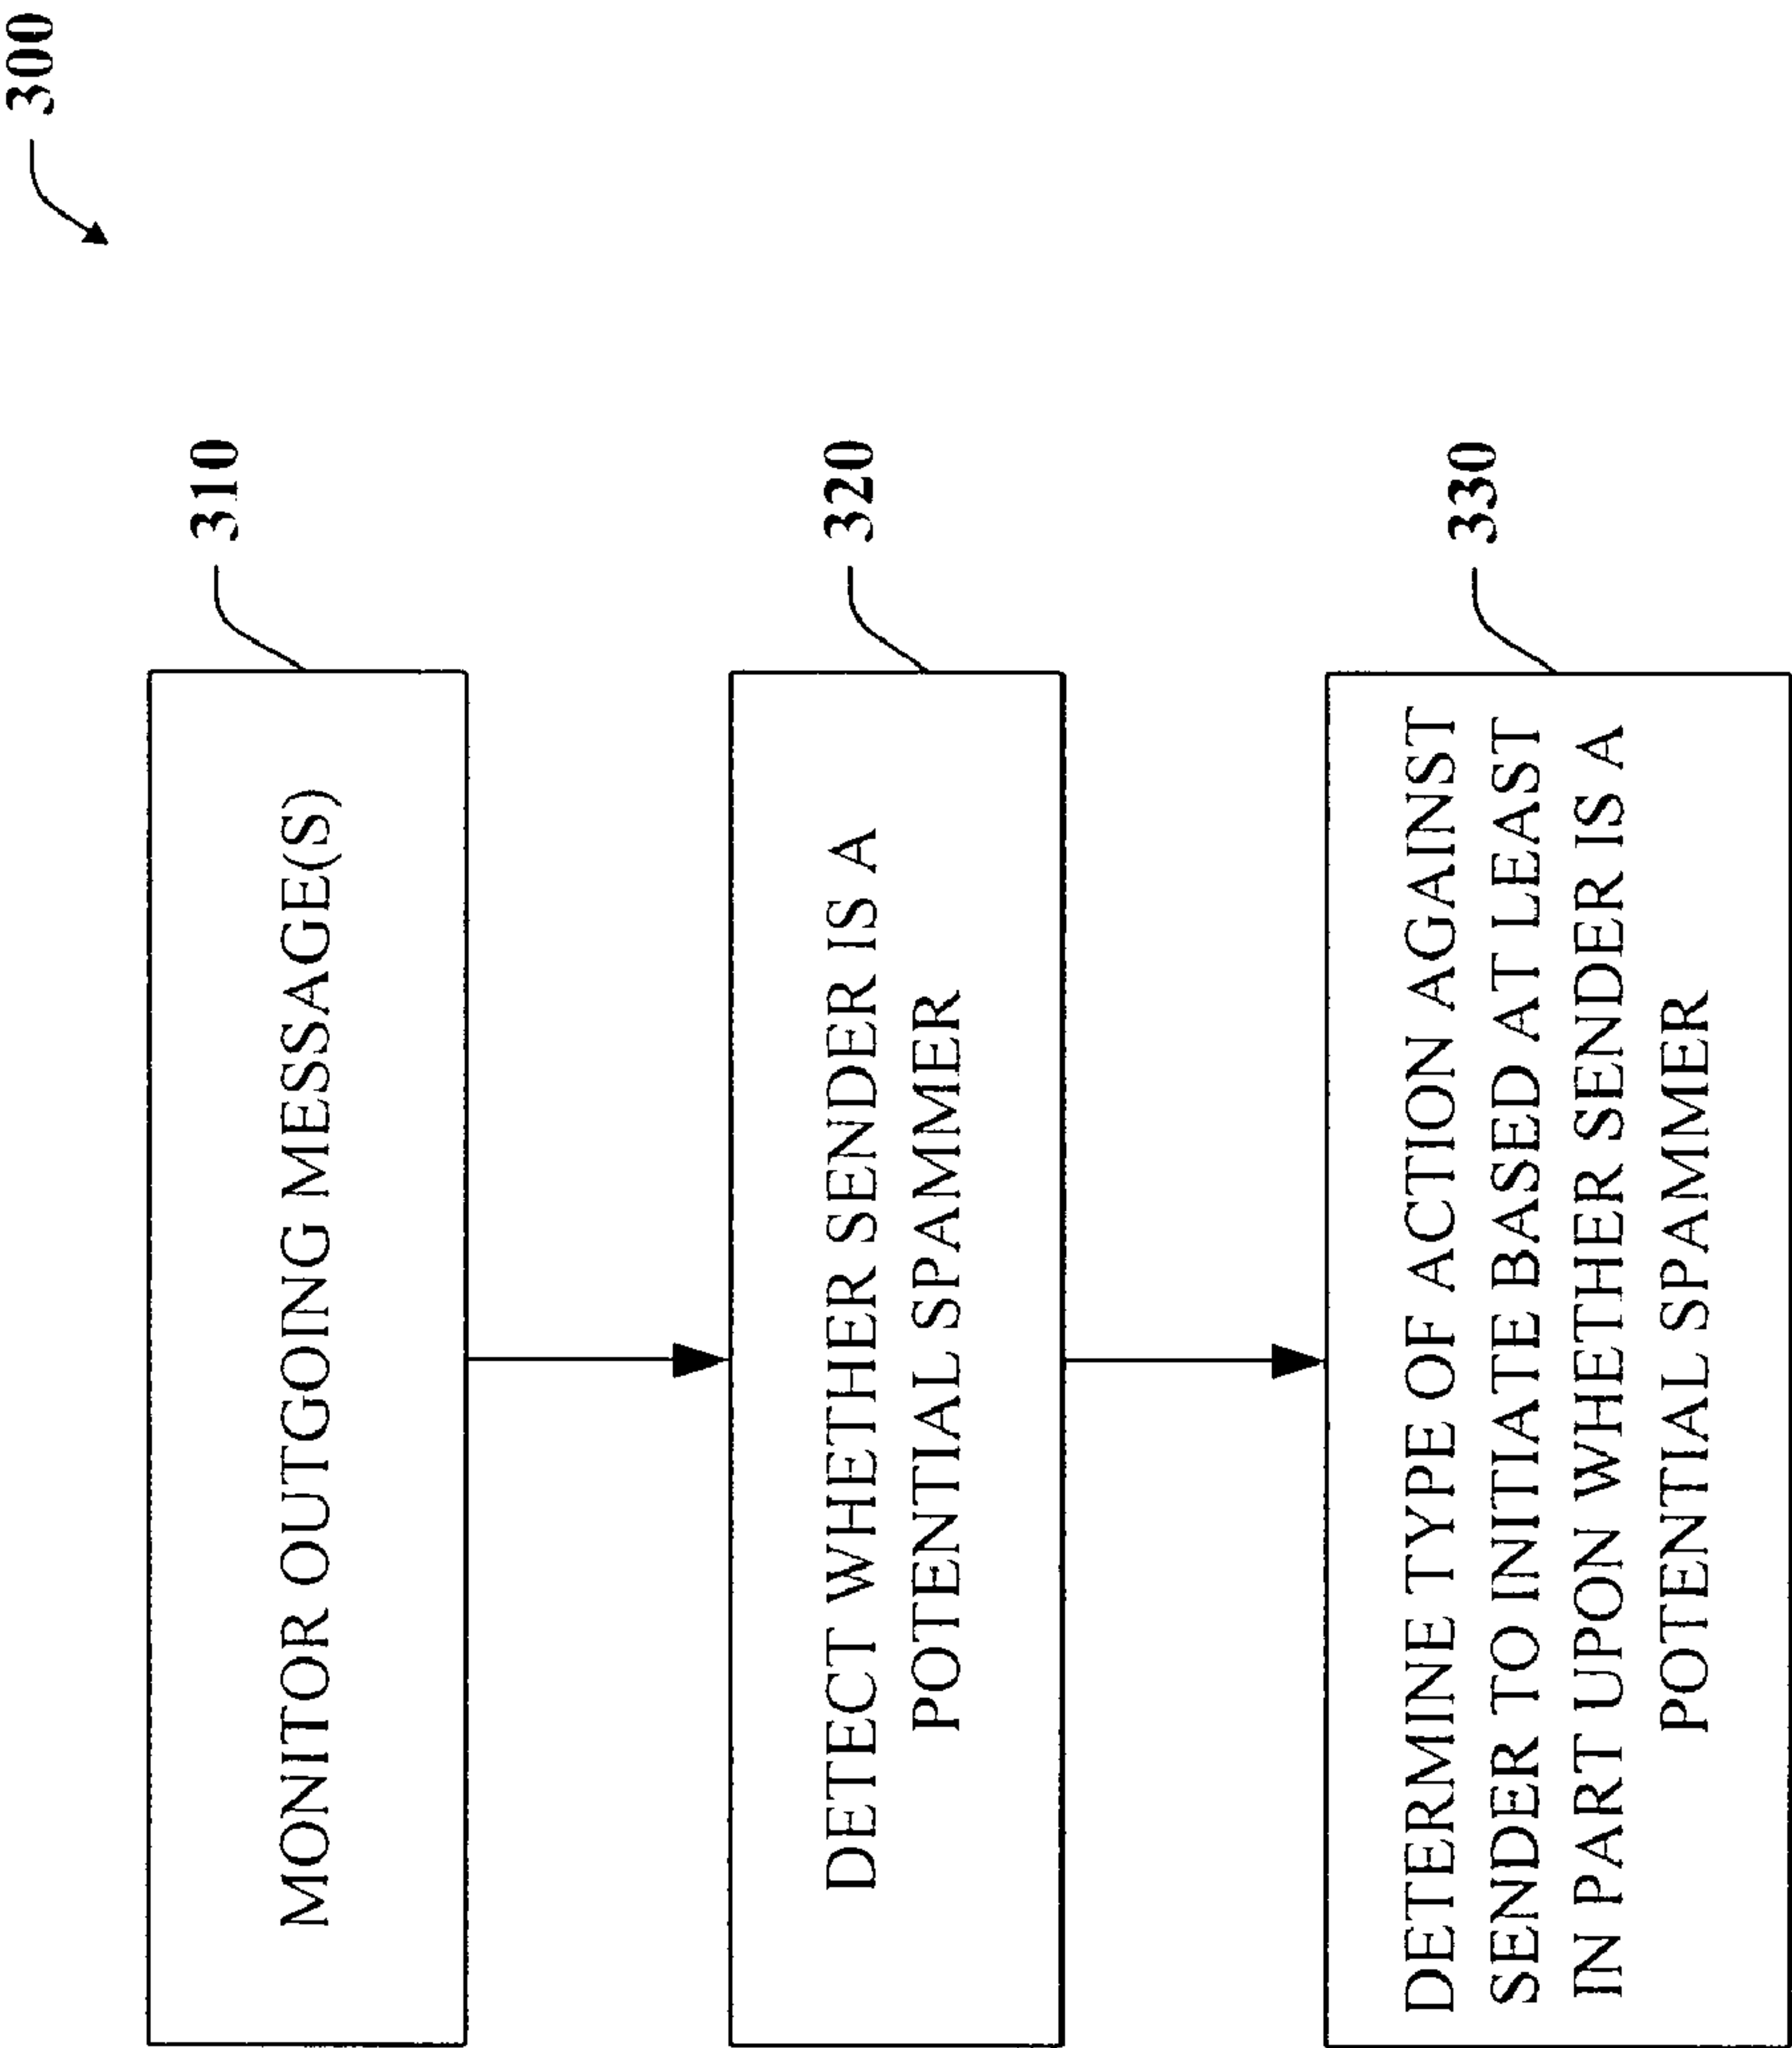 300
310
MONITOR OUTGOING MESSAGE(S)
320
DETECT WHETHER SENDER IS A
POTENTIAL SPAMMER
330
DETERMINE TYPE OF ACTION AGAINST
SENDER TO INITIATE BASED AT LEAST
IN PART UPON WHETHER SENDER IS A
POTENTIAL SPAMMER